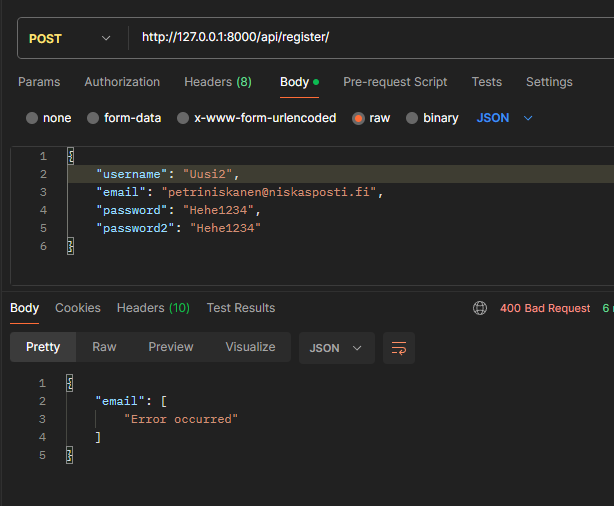 POST http://127.0.0.1:8000/api/register/
Params Authorization Headers (8) Body Pre-request Script Tests Settings
none form-data x-www-form-urlencoded raw binary JSON
1 {
2 "username": "Uusi2",
3 "email": "petriniskanen@niskasposti.fi",
4 "password": "Hehe1234",
5 "password2": "Hehe1234"
6 }
Body Cookies Headers (10) Test Results 400 Bad Request
Pretty Raw Preview Visualize JSON
1 {
2 "email": [
3 "Error occurred"
4 ]
5 }